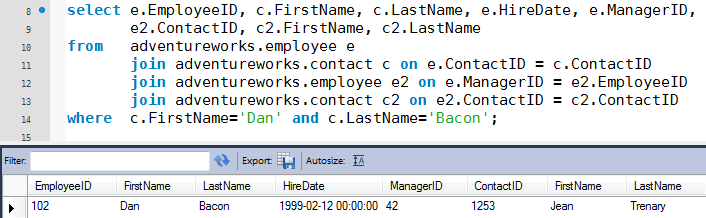 8 select e.EmployeeID, c.FirstName, c.LastName, e.HireDate, e.ManagerID,
9 e2.ContactID, c2.FirstName, c2.LastName
10 from adventureworks.employee e
11 join adventureworks.contact c on e.ContactID = c.ContactID
12 join adventureworks.employee e2 on e.ManagerID = e2.EmployeeID
13 join adventureworks.contact c2 on e2.ContactID = c2.ContactID
14 where c.FirstName='Dan' and c.LastName='Bacon';
15
Filter: Export: Autosize:
EmployeeID FirstName LastName HireDate ManagerID ContactID FirstName LastName
102 Dan Bacon 1999-02-12 00:00:00 42 1253 Jean Trenary